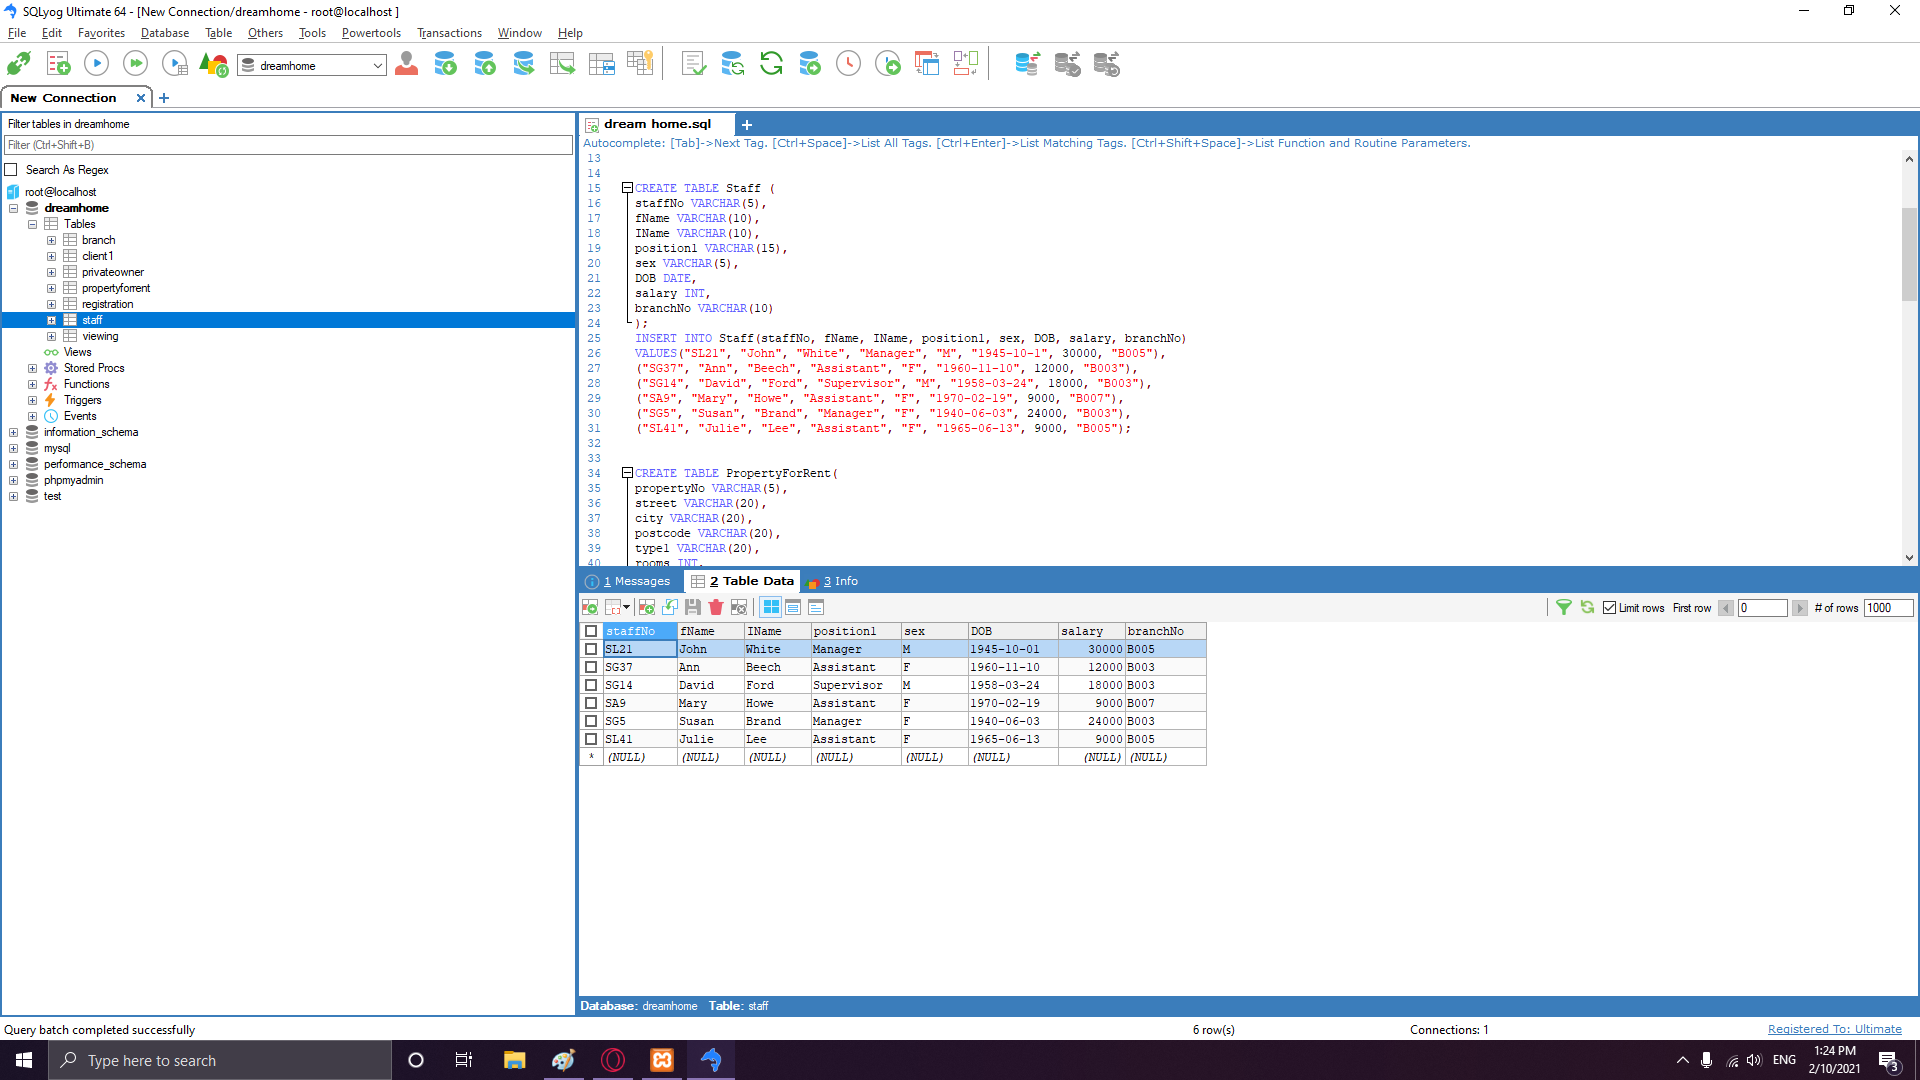 SQLyog Ultimate 64 - [New Connection/dreamhome - root@localhost ]
File Edit Favorites Database Table Others Tools Powertools Transactions Window Help
dreamhome
New Connection
Filter tables in dreamhome
Filter (Ctrl+Shift+B)
Search As Regex
root@localhost
dreamhome
Tables
branch
client1
privateowner
propertyforrent
registration
staff
viewing
Views
Stored Procs
Functions
Triggers
Events
information_schema
mysql
performance_schema
phpmyadmin
test
dream home.sql
Autocomplete: [Tab]->Next Tag. [Ctrl+Space]->List All Tags. [Ctrl+Enter]->List Matching Tags. [Ctrl+Shift+Space]->List Function and Routine Parameters.
13
14
15 CREATE TABLE Staff (
16 staffNo VARCHAR(5),
17 fName VARCHAR(10),
18 IName VARCHAR(10),
19 position1 VARCHAR(15),
20 sex VARCHAR(5),
21 DOB DATE,
22 salary INT,
23 branchNo VARCHAR(10)
24 );
25 INSERT INTO Staff(staffNo, fName, IName, position1, sex, DOB, salary, branchNo)
26 VALUES("SL21", "John", "White", "Manager", "M", "1945-10-1", 30000, "B005"),
27 ("SG37", "Ann", "Beech", "Assistant", "F", "1960-11-10", 12000, "B003"),
28 ("SG14", "David", "Ford", "Supervisor", "M", "1958-03-24", 18000, "B003"),
29 ("SA9", "Mary", "Howe", "Assistant", "F", "1970-02-19", 9000, "B007"),
30 ("SG5", "Susan", "Brand", "Manager", "F", "1940-06-03", 24000, "B003"),
31 ("SL41", "Julie", "Lee", "Assistant", "F", "1965-06-13", 9000, "B005");
32
33
34 CREATE TABLE PropertyForRent(
35 propertyNo VARCHAR(5),
36 street VARCHAR(20),
37 city VARCHAR(20),
38 postcode VARCHAR(20),
39 type1 VARCHAR(20),
40 rooms INT,
1 Messages 2 Table Data 3 Info
Limit rows First row 0 # of rows 1000
staffNo fName IName position1 sex DOB salary branchNo
SL21 John White Manager M 1945-10-01 30000 B005
SG37 Ann Beech Assistant F 1960-11-10 12000 B003
SG14 David Ford Supervisor M 1958-03-24 18000 B003
SA9 Mary Howe Assistant F 1970-02-19 9000 B007
SG5 Susan Brand Manager F 1940-06-03 24000 B003
SL41 Julie Lee Assistant F 1965-06-13 9000 B005
* (NULL) (NULL) (NULL) (NULL) (NULL) (NULL) (NULL) (NULL)
Database: dreamhome Table: staff
Query batch completed successfully 6 row(s) Connections: 1 Registered To: Ultimate
Type here to search
ENG
1:24 PM
2/10/2021
3